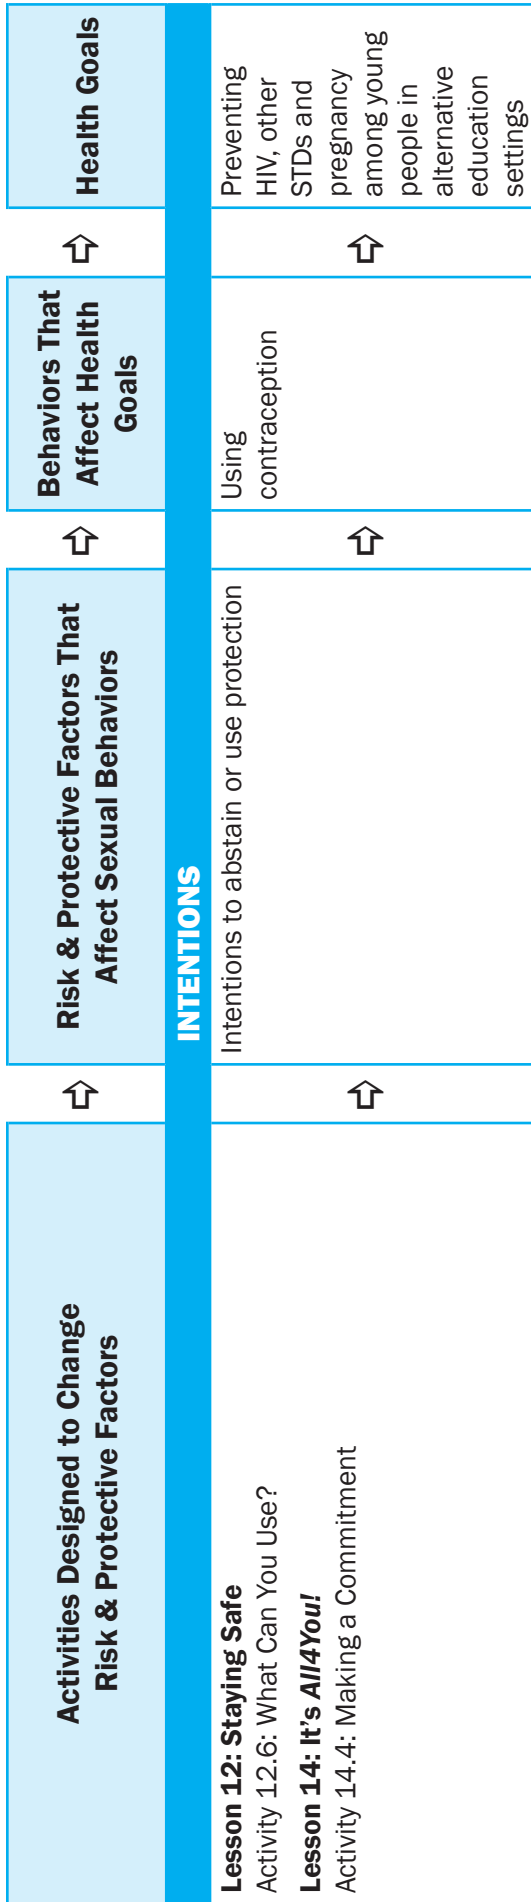 Activities Designed to Change
Risk & Protective Factors
Risk & Protective Factors That
Affect Sexual Behaviors
Behaviors That
Affect Health
Goals
Health Goals
INTENTIONS
Lesson 12: Staying Safe
Activity 12.6: What Can You Use?
Lesson 14: It’s All4You!
Activity 14.4: Making a Commitment
Intentions to abstain or use protection
Using
contraception
Preventing
HIV, other
STDs and
pregnancy
among young
people in
alternative
education
settings